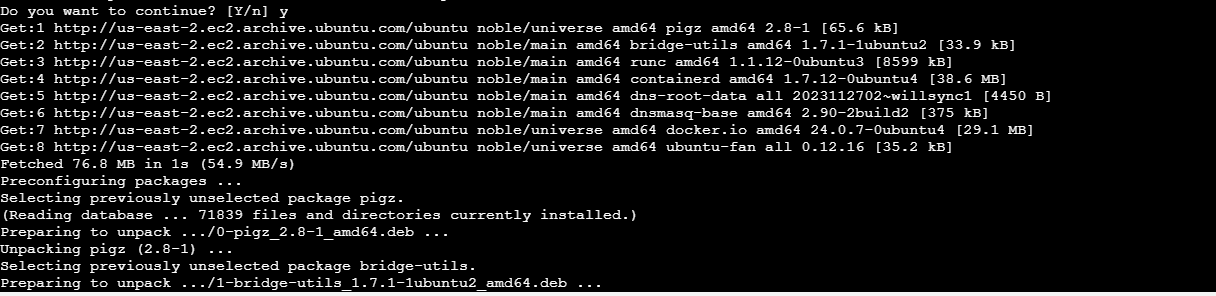 Do you want to continue? [Y/n] y
Get:1 http://us-east-2.ec2.archive.ubuntu.com/ubuntu noble/universe amd64 pigz amd64 2.8-1 [65.6 kB]
Get:2 http://us-east-2.ec2.archive.ubuntu.com/ubuntu noble/main amd64 bridge-utils amd64 1.7.1-1ubuntu2 [33.9 kB]
Get:3 http://us-east-2.ec2.archive.ubuntu.com/ubuntu noble/main amd64 runc amd64 1.1.12-0ubuntu3 [8599 kB]
Get:4 http://us-east-2.ec2.archive.ubuntu.com/ubuntu noble/main amd64 containerd amd64 1.7.12-0ubuntu4 [38.6 MB]
Get:5 http://us-east-2.ec2.archive.ubuntu.com/ubuntu noble/main amd64 dns-root-data all 2023112702~willsync1 [4450 B]
Get:6 http://us-east-2.ec2.archive.ubuntu.com/ubuntu noble/main amd64 dnsmasq-base amd64 2.90-2build2 [375 kB]
Get:7 http://us-east-2.ec2.archive.ubuntu.com/ubuntu noble/universe amd64 docker.io amd64 24.0.7-0ubuntu4 [29.1 MB]
Get:8 http://us-east-2.ec2.archive.ubuntu.com/ubuntu noble/universe amd64 ubuntu-fan all 0.12.16 [35.2 kB]
Fetched 76.8 MB in 1s (54.9 MB/s)
Preconfiguring packages ...
Selecting previously unselected package pigz.
(Reading database ... 71839 files and directories currently installed.)
Preparing to unpack .../0-pigz_2.8-1_amd64.deb ...
Unpacking pigz (2.8-1) ...
Selecting previously unselected package bridge-utils.
Preparing to unpack .../1-bridge-utils_1.7.1-1ubuntu2_amd64.deb ...